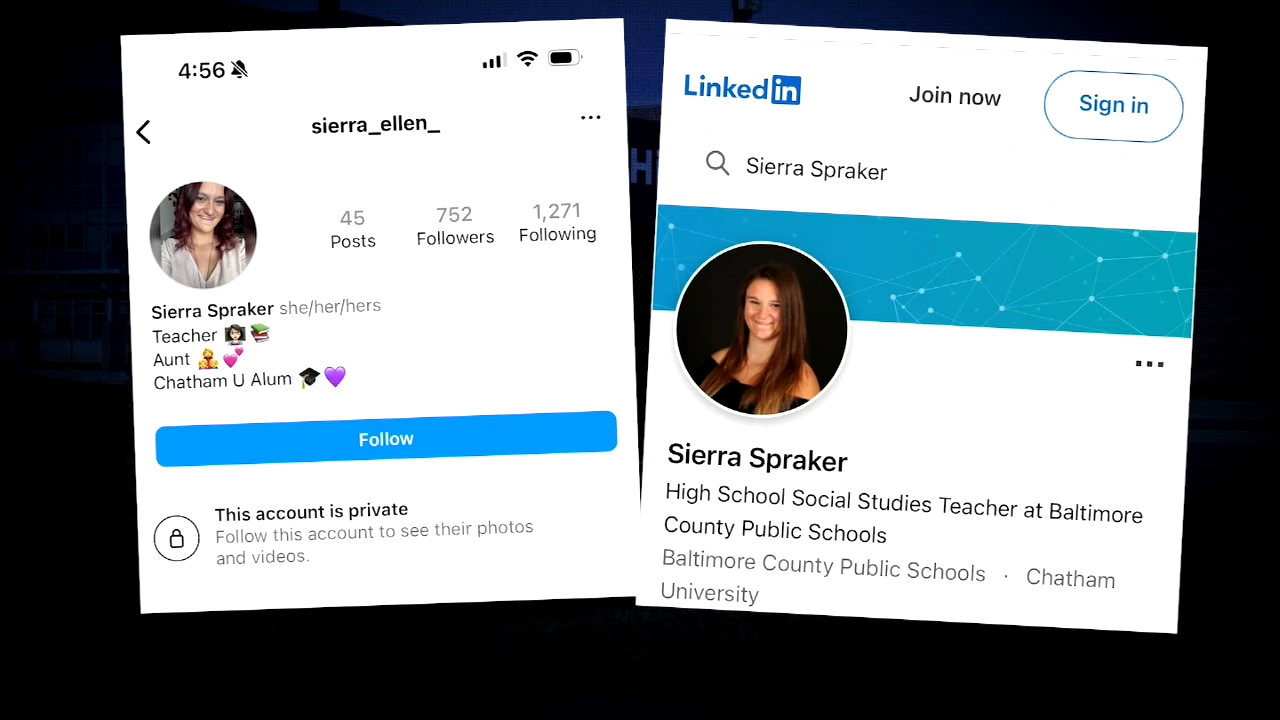 4:56
sierra_ellen_
45
Posts
752
Followers
1,271
Following
Sierra Spraker she/her/hers
Teacher 👩🏻‍🏫📚
Aunt 👩‍🍼💕
Chatham U Alum 🎓💜
Follow
This account is private
Follow this account to see their photos
and videos.
LinkedIn
Join now
Sign in
Sierra Spraker
Sierra Spraker
High School Social Studies Teacher at Baltimore
County Public Schools
Baltimore County Public Schools · Chatham
University